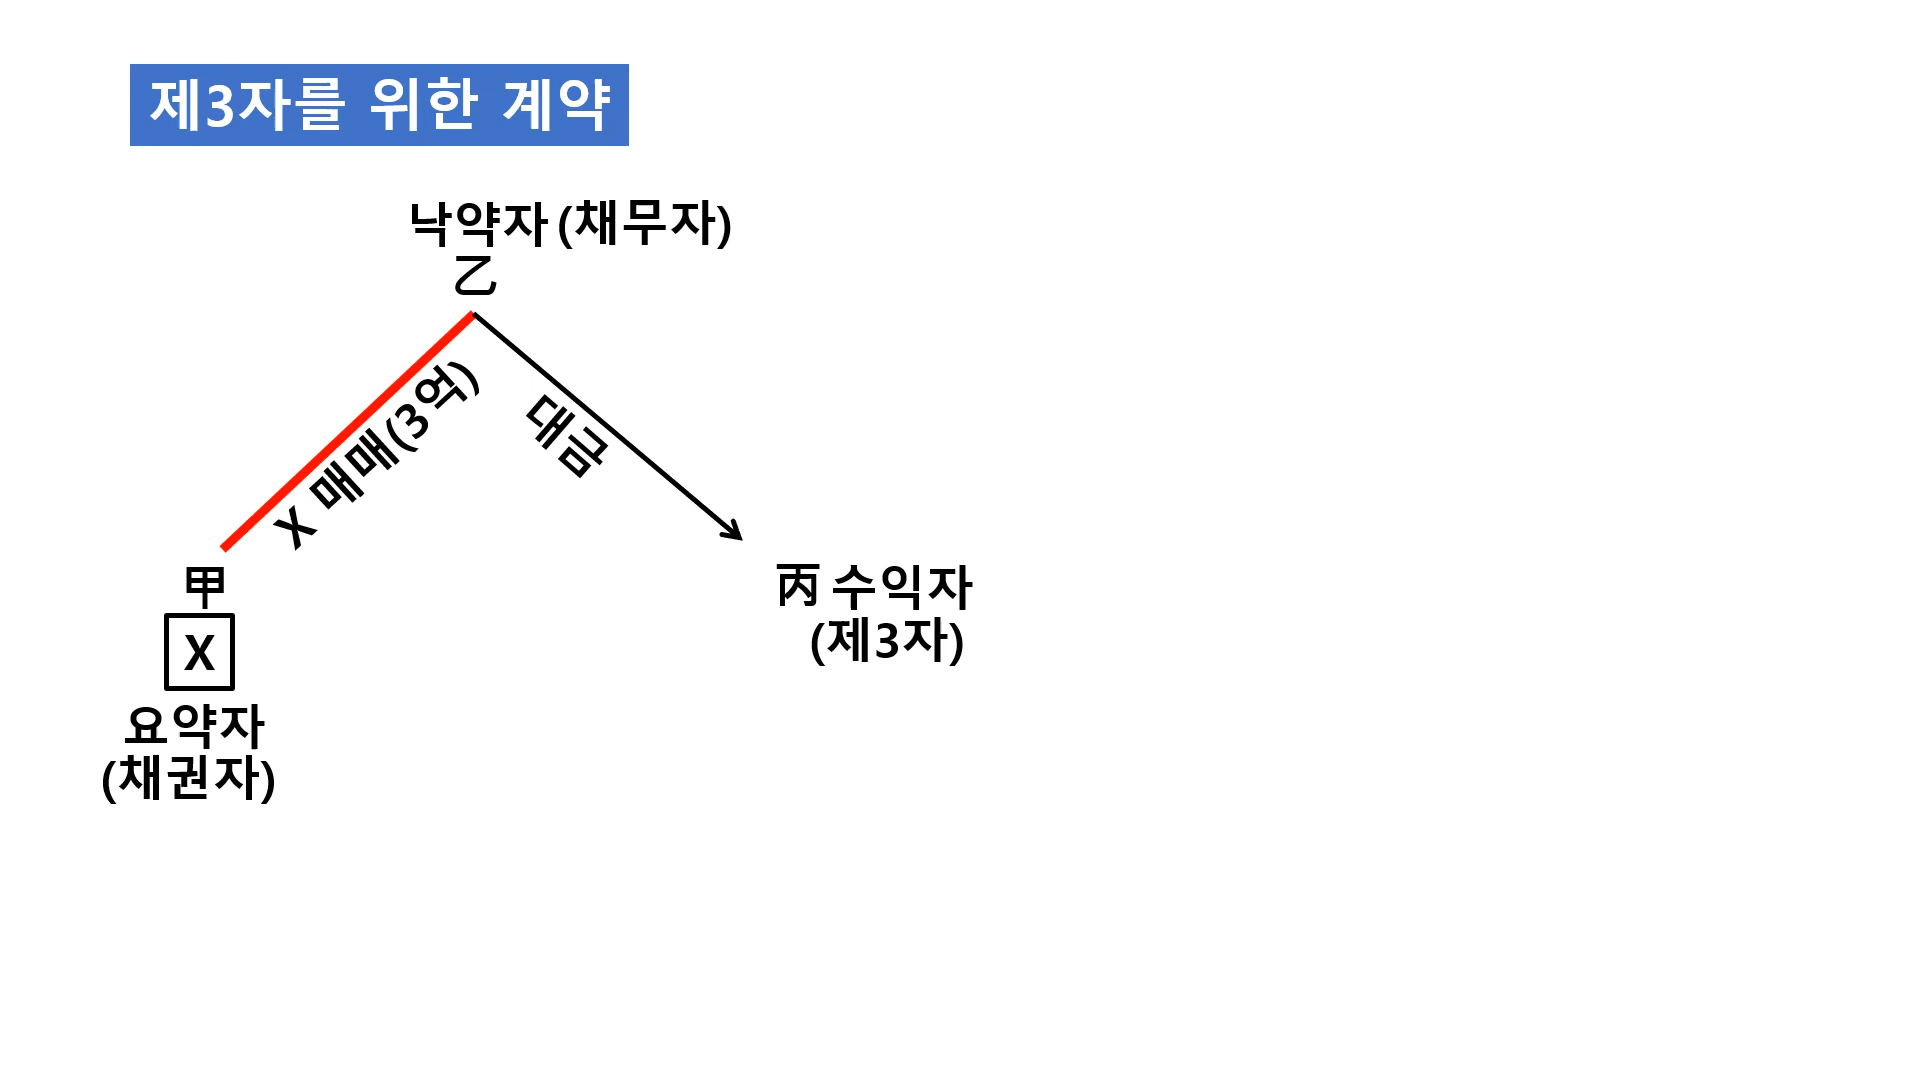 제3자를 위한 계약
낙약자 (채무자)
乙
X 매매(3억)
대금
甲
X
요약자
(채권자)
丙 수익자
(제3자)